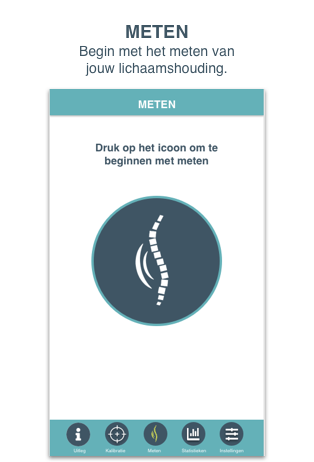 METEN
Begin met het meten van
jouw lichaamshouding.
METEN
Druk op het icoon om te
beginnen met meten
Uitleg
Kalibratie
Meten
Statistieken
Instellingen